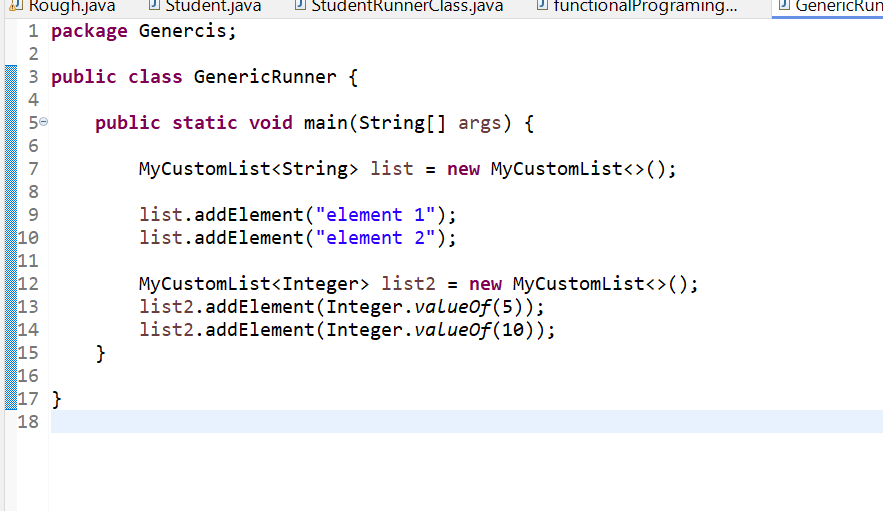 Rough.java Student.java StudentRunnerClass.java functionalPrograming... GenericRun
1 package Genercis;
2
3 public class GenericRunner {
4
5 public static void main(String[] args) {
6
7 MyCustomList<String> list = new MyCustomList<>();
8
9 list.addElement("element 1");
10 list.addElement("element 2");
11
12 MyCustomList<Integer> list2 = new MyCustomList<>();
13 list2.addElement(Integer.valueOf(5));
14 list2.addElement(Integer.valueOf(10));
15 }
16
17 }
18